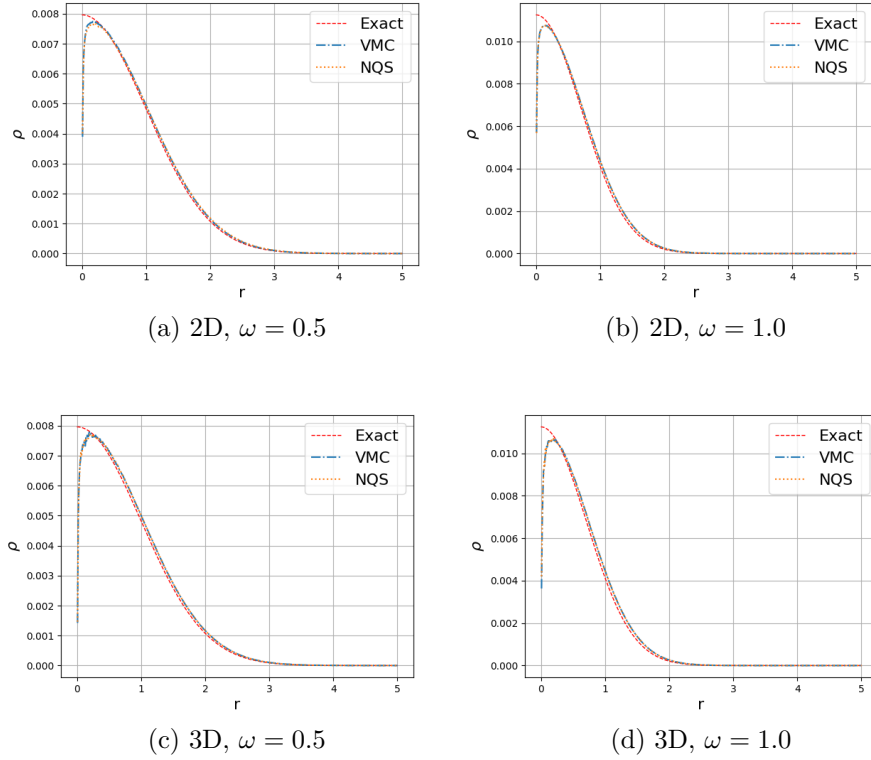 0.008
0.007
0.006
0.005
0.004
0.003
0.002
0.001
0.000
ρ
0 1 2 3 4 5
r
Exact
VMC
NQS
(a) 2D, ω = 0.5
0.010
0.008
0.006
0.004
0.002
0.000
ρ
0 1 2 3 4 5
r
Exact
VMC
NQS
(b) 2D, ω = 1.0
0.008
0.007
0.006
0.005
0.004
0.003
0.002
0.001
0.000
ρ
0 1 2 3 4 5
r
Exact
VMC
NQS
(c) 3D, ω = 0.5
0.010
0.008
0.006
0.004
0.002
0.000
ρ
0 1 2 3 4 5
r
Exact
VMC
NQS
(d) 3D, ω = 1.0